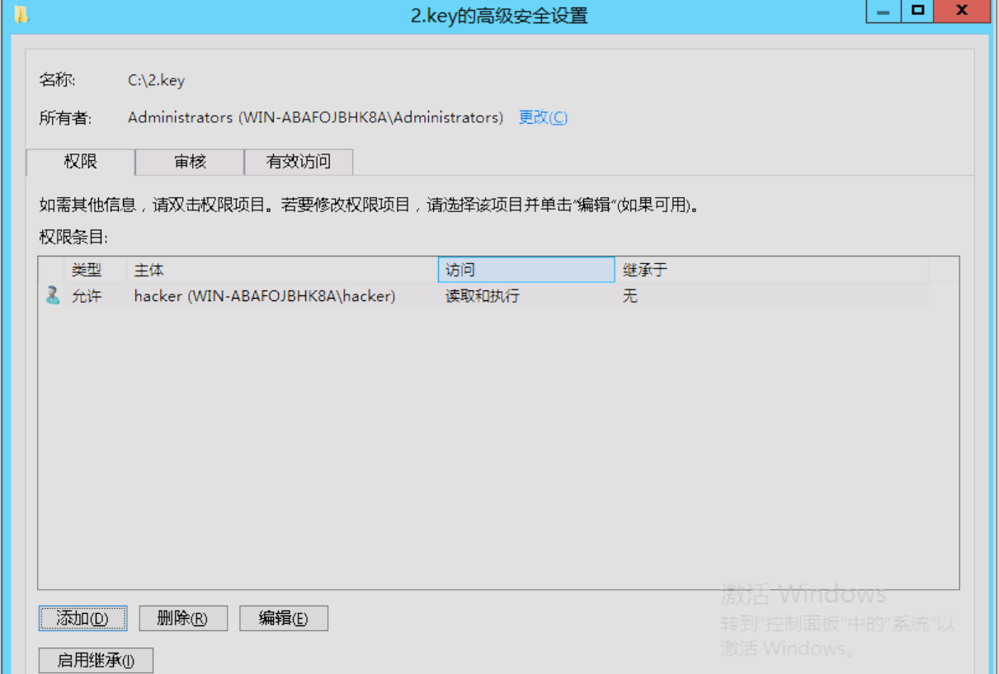 2.key的高级安全设置
名称: C:\2.key
所有者: Administrators (WIN-ABAFOJBHK8A\Administrators) 更改(C)
权限 审核 有效访问
如需其他信息，请双击权限项目。若要修改权限项目，请选择该项目并单击“编辑”(如果可用)。
权限条目:
类型 主体 访问 继承于
允许 hacker (WIN-ABAFOJBHK8A\hacker) 读取和执行 无
激活 Windows
添加(D) 删除(R) 编辑(E)
转到“控制面板”中的“系统”以
激活 Windows。
启用继承(I)